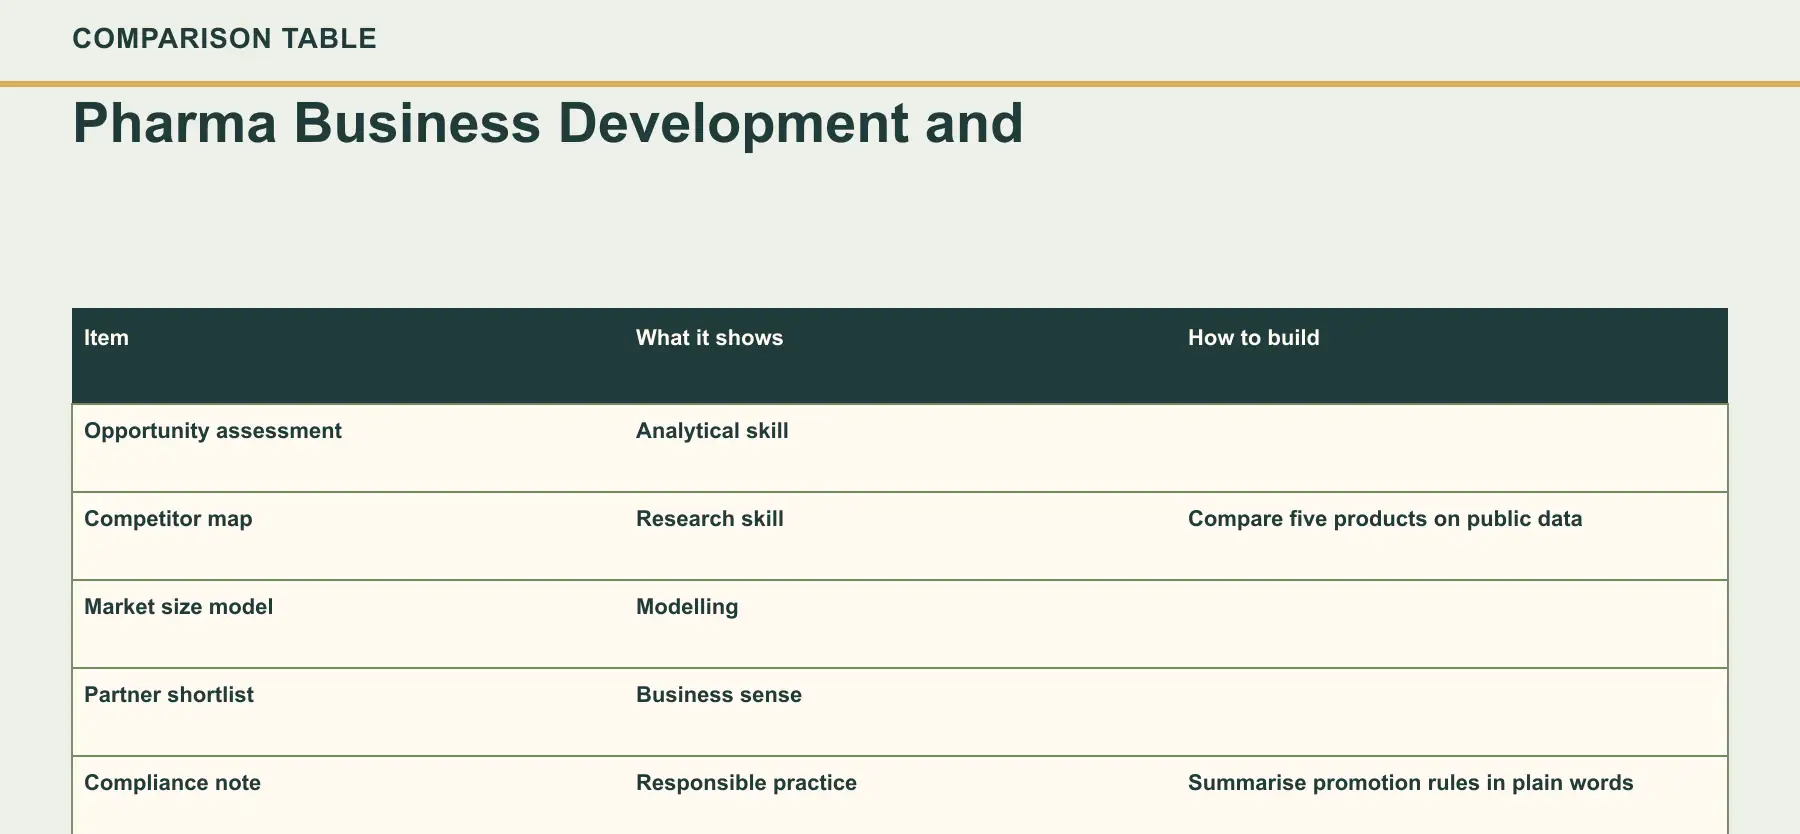 COMPARISON TABLE
Pharma Business Development and
Item What it shows How to build
Opportunity assessment Analytical skill
Competitor map Research skill Compare five products on public data
Market size model Modelling
Partner shortlist Business sense
Compliance note Responsible practice Summarise promotion rules in plain words